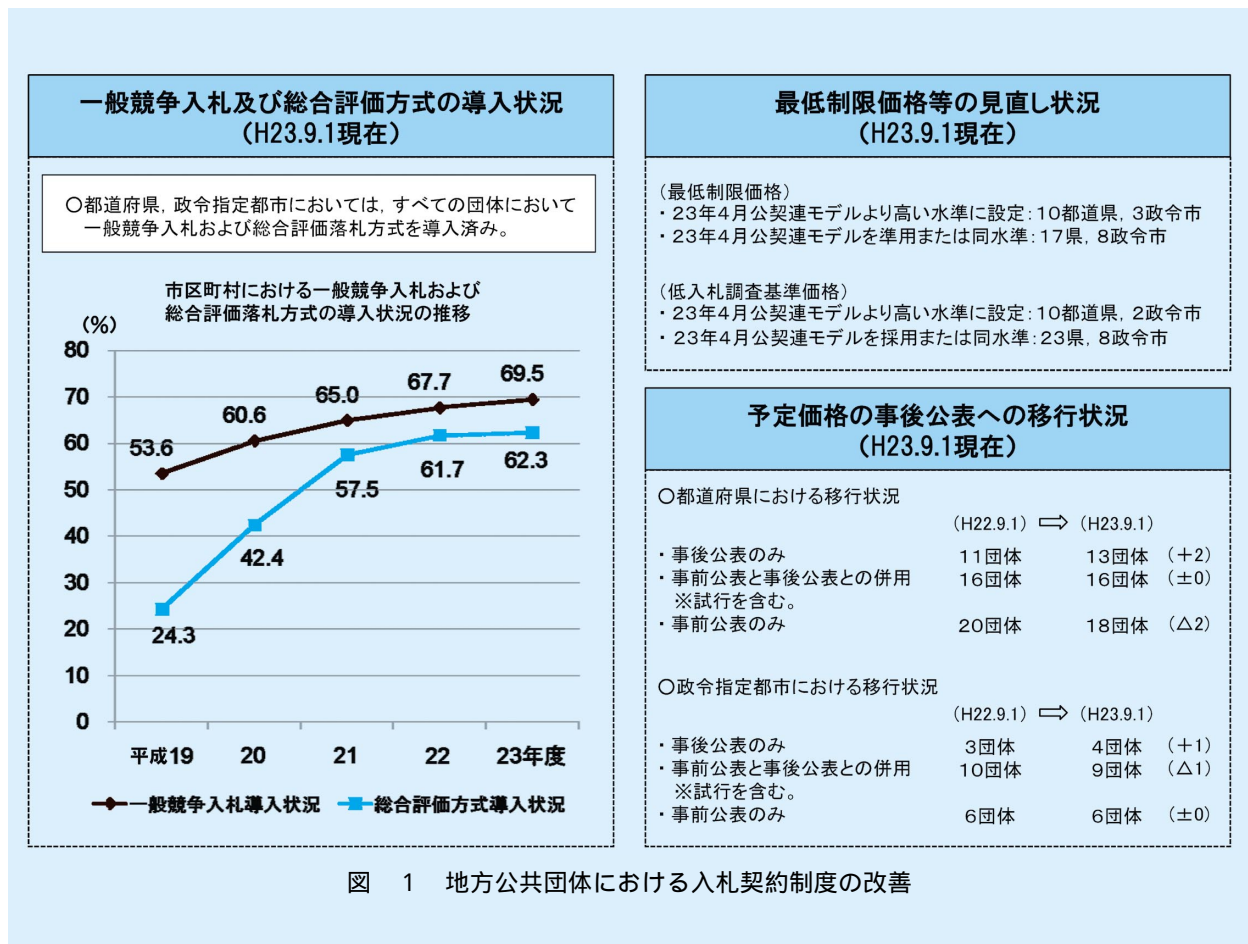 一般競争入札及び総合評価方式の導入状況
（H23.9.1現在）
○都道府県，政令指定都市においては，すべての団体において
一般競争入札および総合評価落札方式を導入済み。
市区町村における一般競争入札および
総合評価落札方式の導入状況の推移
(%)
80
70
60
50
40
30
20
10
0
53.6
60.6
65.0
67.7
69.5
24.3
42.4
57.5
61.7
62.3
平成19 20 21 22 23年度
一般競争入札導入状況 総合評価方式導入状況
最低制限価格等の見直し状況
（H23.9.1現在）
（最低制限価格）
・23年4月公契連モデルより高い水準に設定：10都道県，3政令市
・23年4月公契連モデルを準用または同水準：17県，8政令市
（低入札調査基準価格）
・23年4月公契連モデルより高い水準に設定：10都道県，2政令市
・23年4月公契連モデルを採用または同水準：23県，8政令市
予定価格の事後公表への移行状況
（H23.9.1現在）
○都道府県における移行状況
（H22.9.1） ⇨ （H23.9.1）
・事後公表のみ 11団体 13団体 （＋2）
・事前公表と事後公表との併用 16団体 16団体 （±0）
※試行を含む。
・事前公表のみ 20団体 18団体 （△2）
○政令指定都市における移行状況
（H22.9.1） ⇨ （H23.9.1）
・事後公表のみ 3団体 4団体 （＋1）
・事前公表と事後公表との併用 10団体 9団体 （△1）
※試行を含む。
・事前公表のみ 6団体 6団体 （±0）
図 1 地方公共団体における入札契約制度の改善